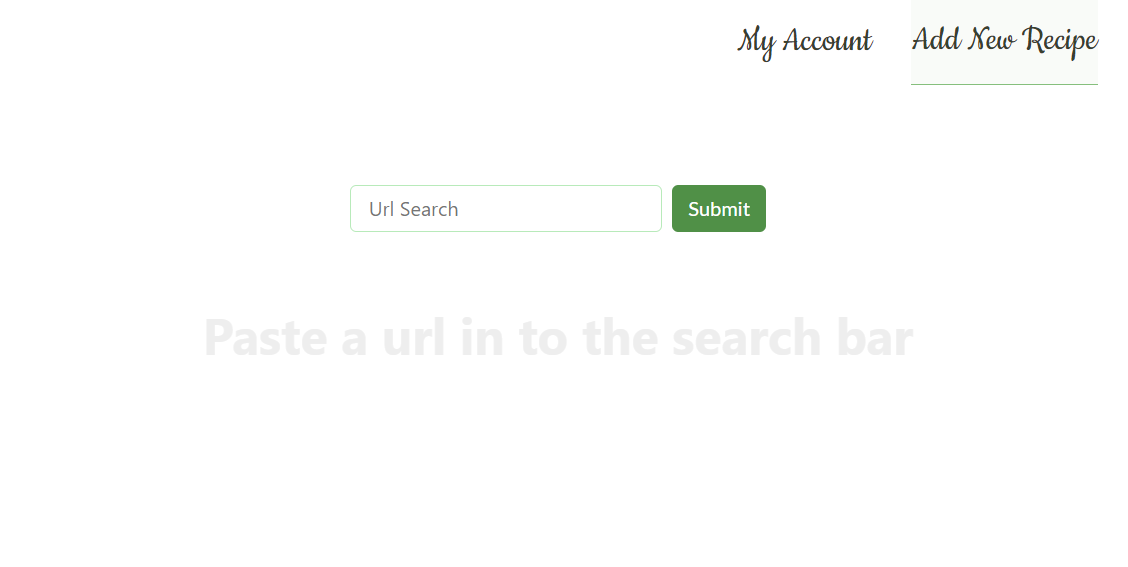 My Account Add New Recipe
Url Search Submit
Paste a url in to the search bar